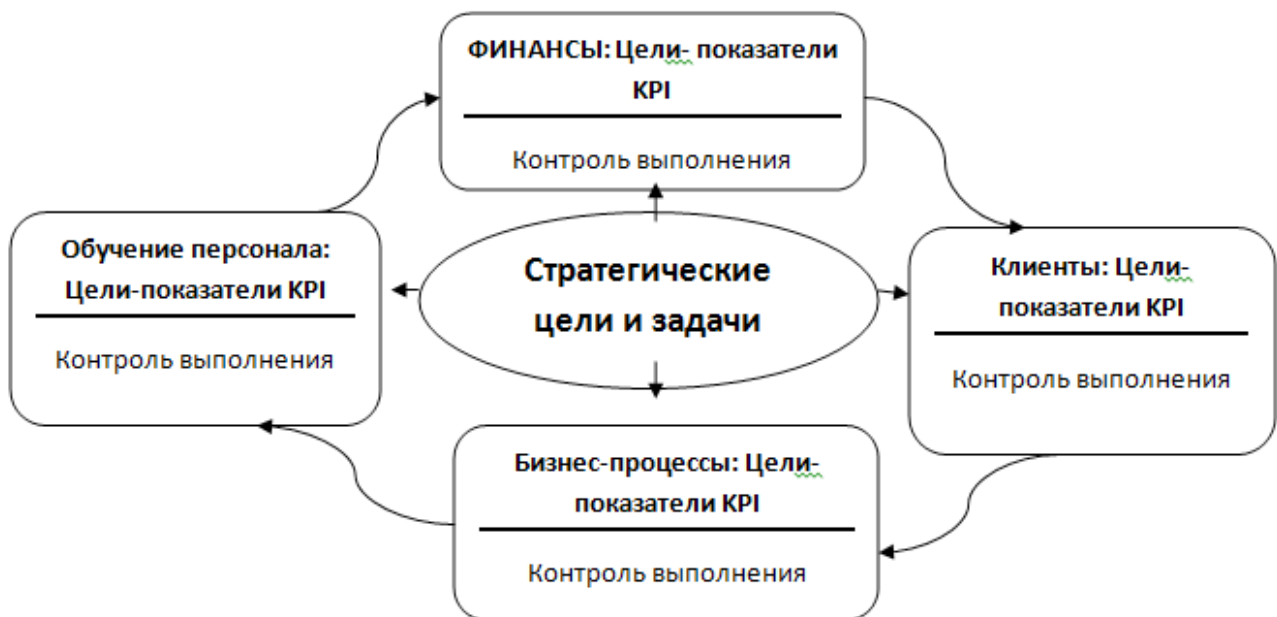 ФИНАНСЫ: Цели- показатели
KPI
Контроль выполнения
Обучение персонала:
Цели-показатели KPI
Контроль выполнения
Стратегические
цели и задачи
Клиенты: Цели-
показатели KPI
Контроль выполнения
Бизнес-процессы: Цели-
показатели KPI
Контроль выполнения